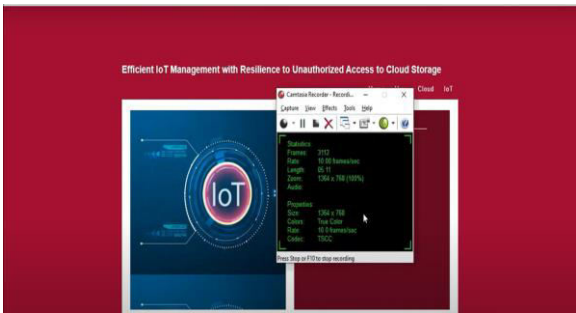 Efficient IoT Management with Resilience to Unauthorized Access to Cloud Storage
Cloud IoT
Camtasia Recorder - Recordi...
Capture View Effects Tools Help
Statistics
Frames: 3112
Rate: 10.00 frames/sec
Length: 05:11
Zoom: 1364 x 768 (100%)
Audio:
Properties:
Size: 1364 x 768
Colors: True Color
Rate: 10.0 frames/sec
Codec: TSCC
Press Stop or F10 to stop recording
IoT